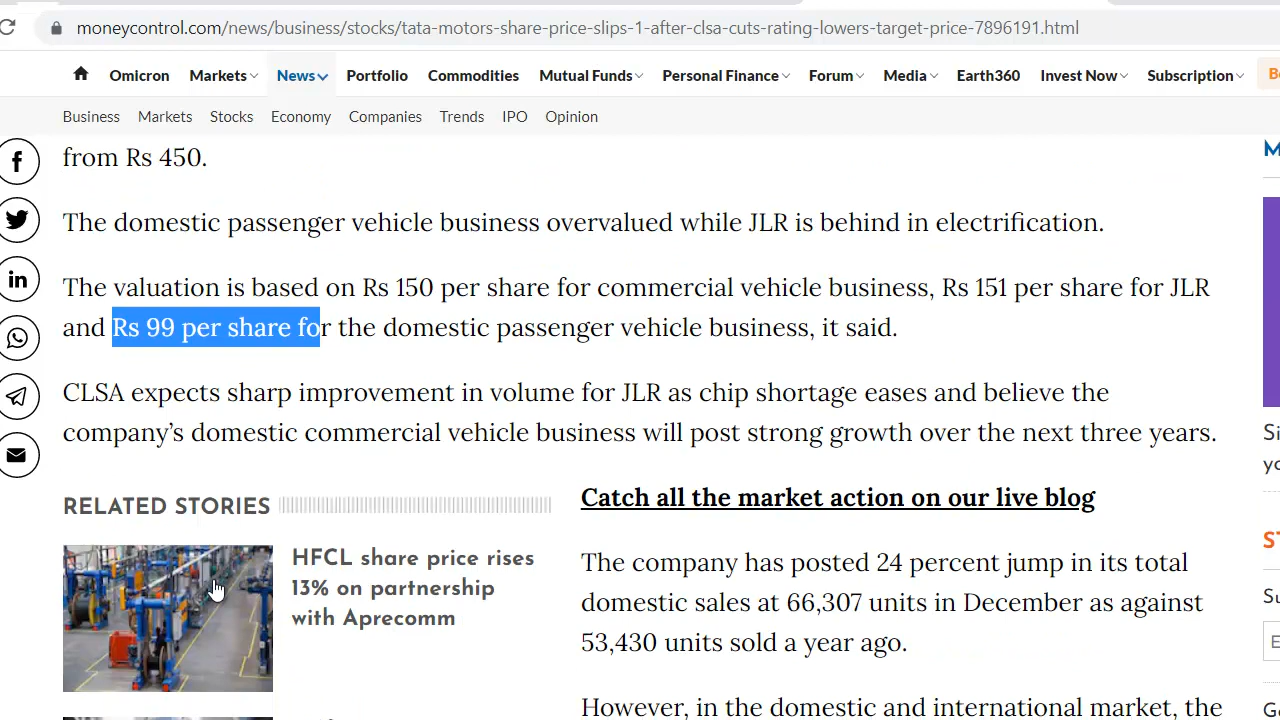 moneycontrol.com/news/business/stocks/tata-motors-share-price-slips-1-after-clsa-cuts-rating-lowers-target-price-7896191.html
Omicron Markets News Portfolio Commodities Mutual Funds Personal Finance Forum Media Earth360 Invest Now Subscription
Business Markets Stocks Economy Companies Trends IPO Opinion
from Rs 450.
The domestic passenger vehicle business overvalued while JLR is behind in electrification.
The valuation is based on Rs 150 per share for commercial vehicle business, Rs 151 per share for JLR
and Rs 99 per share for the domestic passenger vehicle business, it said.
CLSA expects sharp improvement in volume for JLR as chip shortage eases and believe the
company’s domestic commercial vehicle business will post strong growth over the next three years.
RELATED STORIES
HFCL share price rises
13% on partnership
with Aprecomm
Catch all the market action on our live blog
The company has posted 24 percent jump in its total
domestic sales at 66,307 units in December as against
53,430 units sold a year ago.
However, in the domestic and international market, the